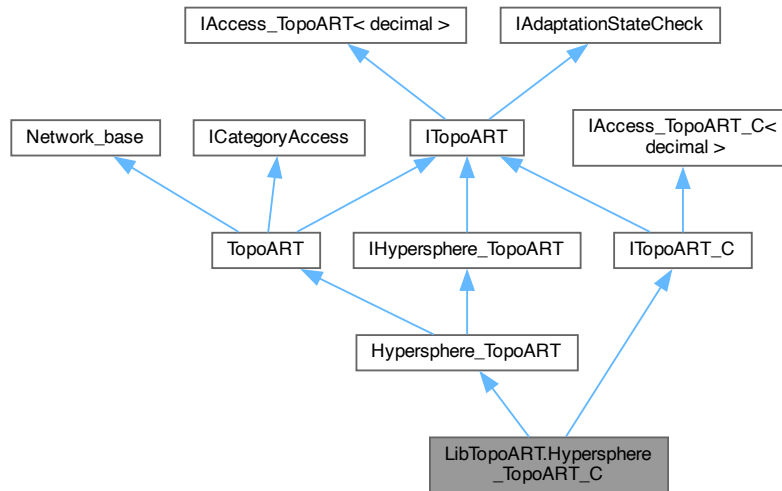 IAccess_TopoART< decimal >
IAdaptationStateCheck
Network_base
ICategoryAccess
ITopoART
IAccess_TopoART_C<
decimal >
TopoART
IHypersphere_TopoART
ITopoART_C
Hypersphere_TopoART
LibTopoART.Hypersphere
_TopoART_C